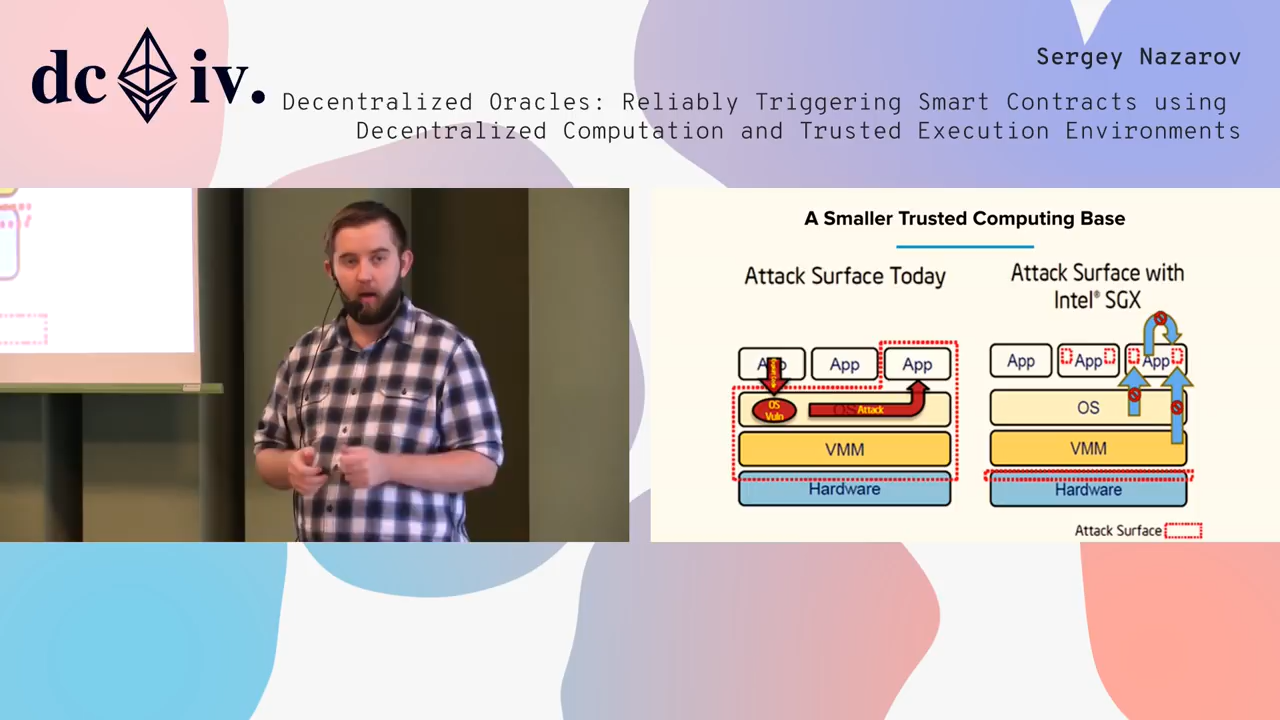 dc iv.
Sergey Nazarov
Decentralized Oracles: Reliably Triggering Smart Contracts using
Decentralized Computation and Trusted Execution Environments
A Smaller Trusted Computing Base
Attack Surface Today
App
App
App
OS
Vuln
OS Attack
VMM
Hardware
Attack Surface with
Intel® SGX
App
App
App
OS
VMM
Hardware
Attack Surface